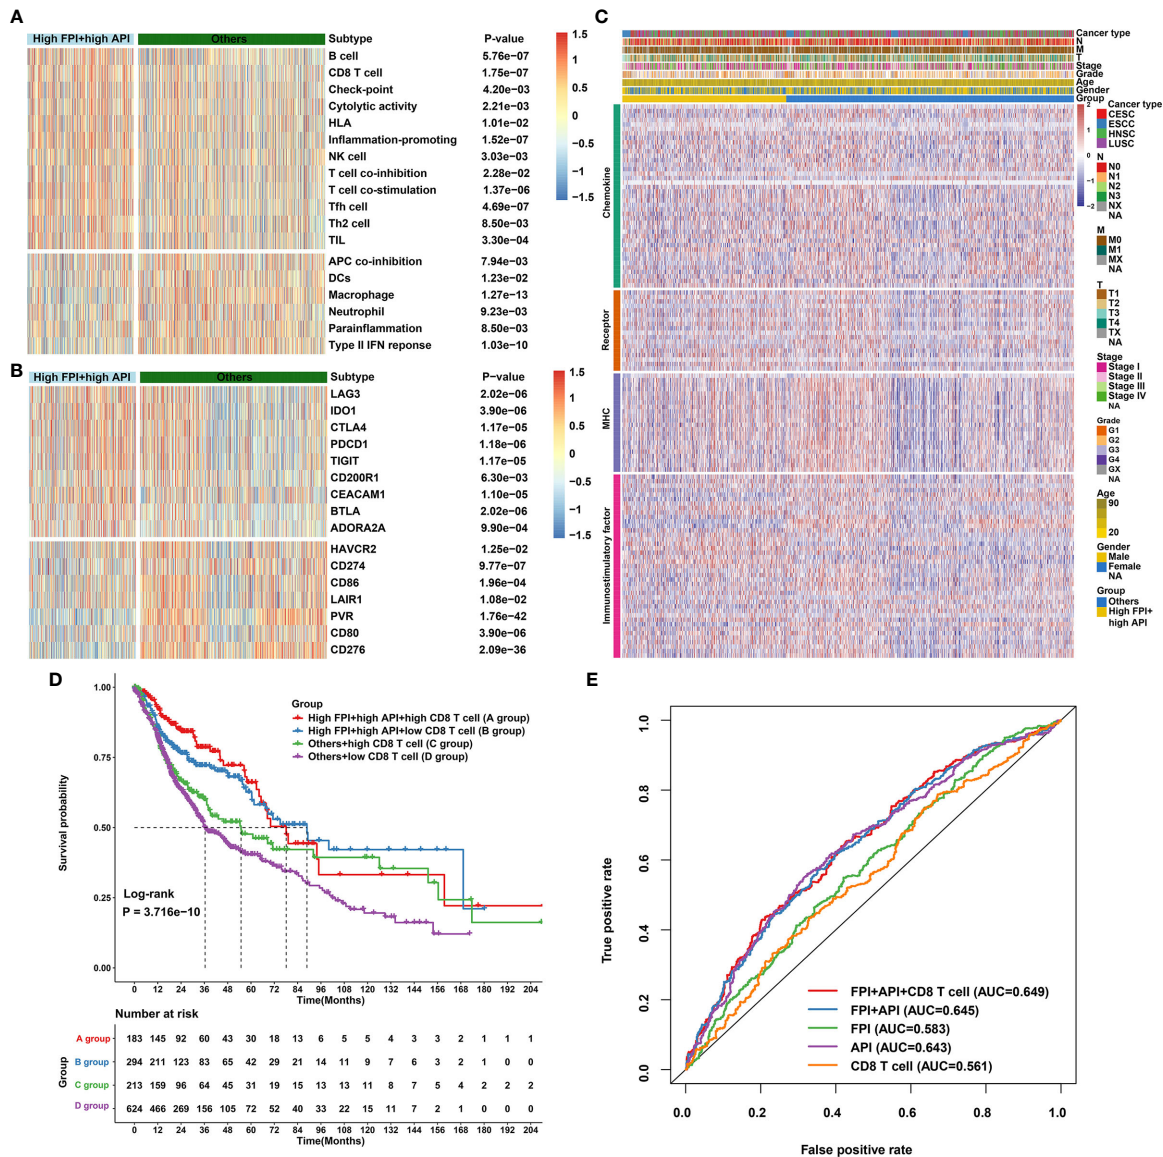 A
High FPI+high API Others Subtype P-value
B cell 5.76e-07
CD8 T cell 1.75e-07
Check-point 4.20e-03
Cytolytic activity 2.21e-03
HLA 1.01e-02
Inflammation-promoting 1.52e-07
NK cell 3.03e-03
T cell co-inhibition 2.28e-02
T cell co-stimulation 1.37e-06
Tfh cell 4.69e-07
Th2 cell 8.50e-03
TIL 3.30e-04
APC co-inhibition 7.94e-03
DCs 1.23e-02
Macrophage 1.27e-13
Neutrophil 9.23e-03
Parainflammation 8.50e-03
Type II IFN reponse 1.03e-10
1.5
1
0.5
0
−0.5
−1
−1.5
B
High FPI+high API Others Subtype P−value
LAG3 2.02e-06
IDO1 3.90e-06
CTLA4 1.17e-05
PDCD1 1.18e-06
TIGIT 1.17e-05
CD200R1 6.30e-03
CEACAM1 1.10e-05
BTLA 2.02e-06
ADORA2A 9.90e-04
HAVCR2 1.25e-02
CD274 9.77e-07
CD86 1.96e-04
LAIR1 1.08e-02
PVR 1.76e-42
CD80 3.90e-06
CD276 2.09e-36
1.5
1
0.5
0
−0.5
−1
−1.5
C
Cancer type
N
M
T
Stage
Grade
Age
Gender
Group
Chemokine
Receptor
MHC
Immunostimulatory factor
2
1
0
−1
−2
Cancer type
CESC
ESCC
HNSC
LUSC
N
N0
N1
N2
N3
NX
NA
M
M0
M1
MX
NA
T
T1
T2
T3
T4
TX
NA
Stage
Stage I
Stage II
Stage III
Stage IV
NA
Grade
G1
G2
G3
G4
GX
NA
Age
90
20
Gender
Male
Female
NA
Group
Others
High FPI+
high API
D
Survival probability
1.00
0.75
0.50
0.25
0.00
Group
High FPI+high API+high CD8 T cell (A group)
High FPI+high API+low CD8 T cell (B group)
Others+high CD8 T cell (C group)
Others+low CD8 T cell (D group)
Log-rank
P = 3.716e−10
0 12 24 36 48 60 72 84 96 108 120 132 144 156 168 180 192 204
Time(Months)
Number at risk
Group
A group 183 145 92 60 43 30 18 13 6 5 5 4 3 3 2 1 1 1
B group 294 211 123 83 65 42 29 21 14 11 9 7 6 3 2 1 0 0
C group 213 159 96 64 45 31 19 15 13 13 11 8 7 5 4 2 2 2
D group 624 466 269 156 105 72 52 40 33 22 15 11 7 2 1 0 0 0
0 12 24 36 48 60 72 84 96 108 120 132 144 156 168 180 192 204
Time(Months)
E
True positive rate
1.0
0.8
0.6
0.4
0.2
0.0
FPI+API+CD8 T cell (AUC=0.649)
FPI+API (AUC=0.645)
FPI (AUC=0.583)
API (AUC=0.643)
CD8 T cell (AUC=0.561)
0.0 0.2 0.4 0.6 0.8 1.0
False positive rate